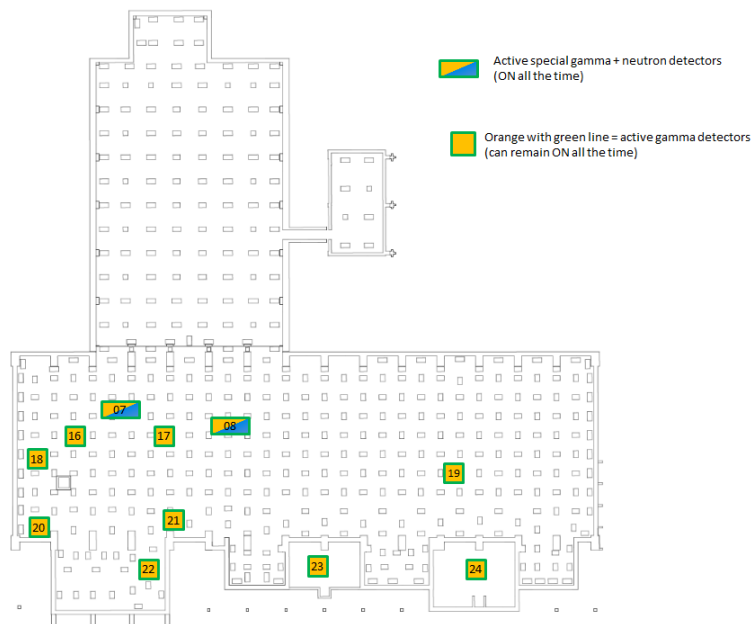 Active special gamma + neutron detectors
(ON all the time)
Orange with green line = active gamma detectors
(can remain ON all the time)
07
08
16
17
18
19
20
21
22
23
24